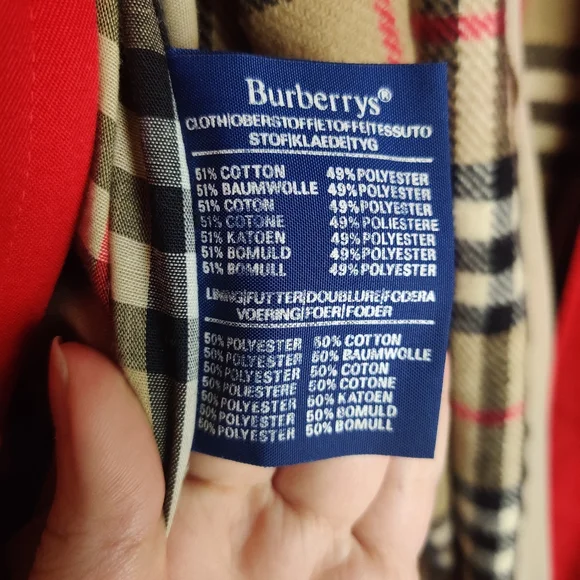 Burberrys®
CLOTH|OBERSTOFF|ETOFFE|TESSUTO
STOF|KLAEDE|TYG
51% COTTON 49% POLYESTER
51% BAUMWOLLE 49% POLYESTER
51% COTON 49% POLYESTER
51% COTONE 49% POLIESTERE
51% KATOEN 49% POLYESTER
51% BOMULD 49% POLYESTER
51% BOMULL 49% POLYESTER
LINING|FUTTER|DOUBLURE|FODERA
VOERING|FOER|FODER
50% POLYESTER 50% COTTON
50% POLYESTER 50% BAUMWOLLE
50% POLYESTER 50% COTON
50% POLIESTERE 50% COTONE
50% POLYESTER 50% KATOEN
50% POLYESTER 50% BOMULD
50% POLYESTER 50% BOMULL